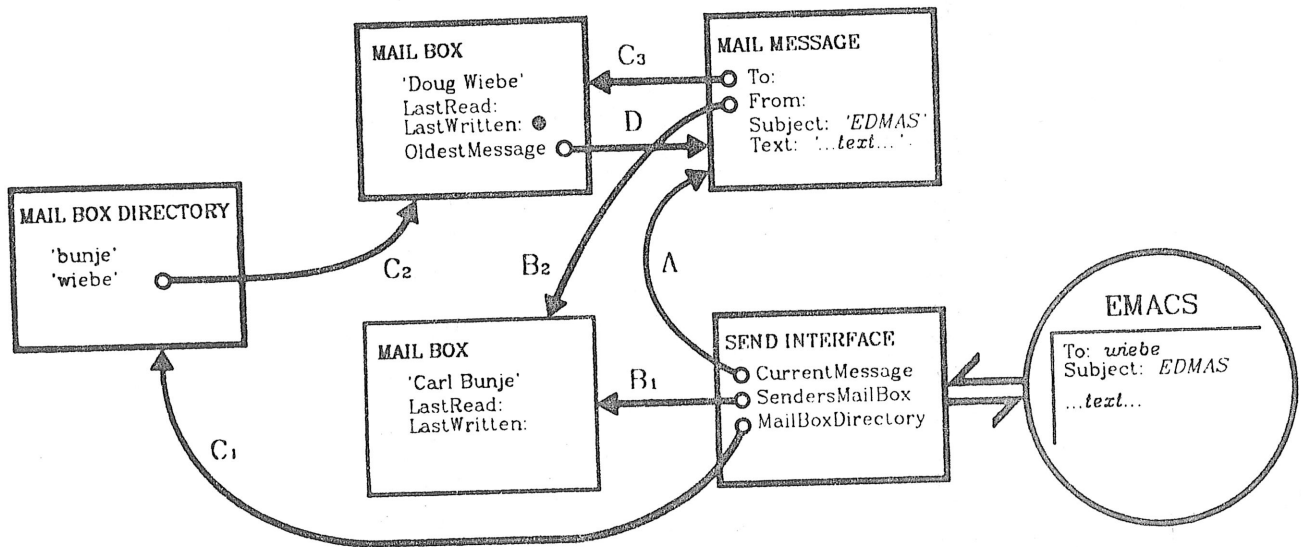 MAIL BOX
'Doug Wiebe'
LastRead:
LastWritten:
OldestMessage
C3
D
MAIL MESSAGE
To:
From:
Subject: 'EDMAS'
Text: '...text...'
MAIL BOX DIRECTORY
'bunje'
'wiebe'
C2
B2
A
MAIL BOX
'Carl Bunje'
LastRead:
LastWritten:
B1
SEND INTERFACE
CurrentMessage
SendersMailBox
MailBoxDirectory
EMACS
To: wiebe
Subject: EDMAS
...text...
C1